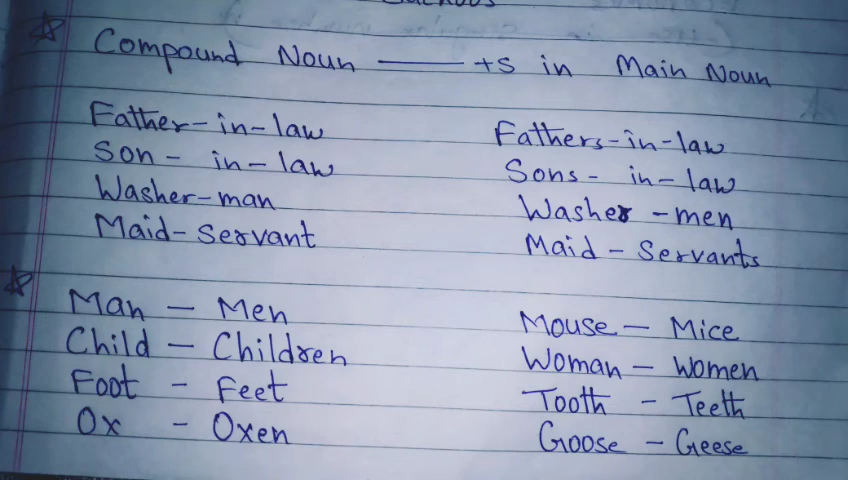 Compound Noun —— +s in Main Noun
Father-in-law Fathers-in-law
Son- in-law Sons- in-law
Washer-man Washer -men
Maid-Servant Maid - Servants
Man - Men Mouse - Mice
Child - Children Woman - Women
Foot - Feet Tooth - Teeth
Ox - Oxen Goose - Geese